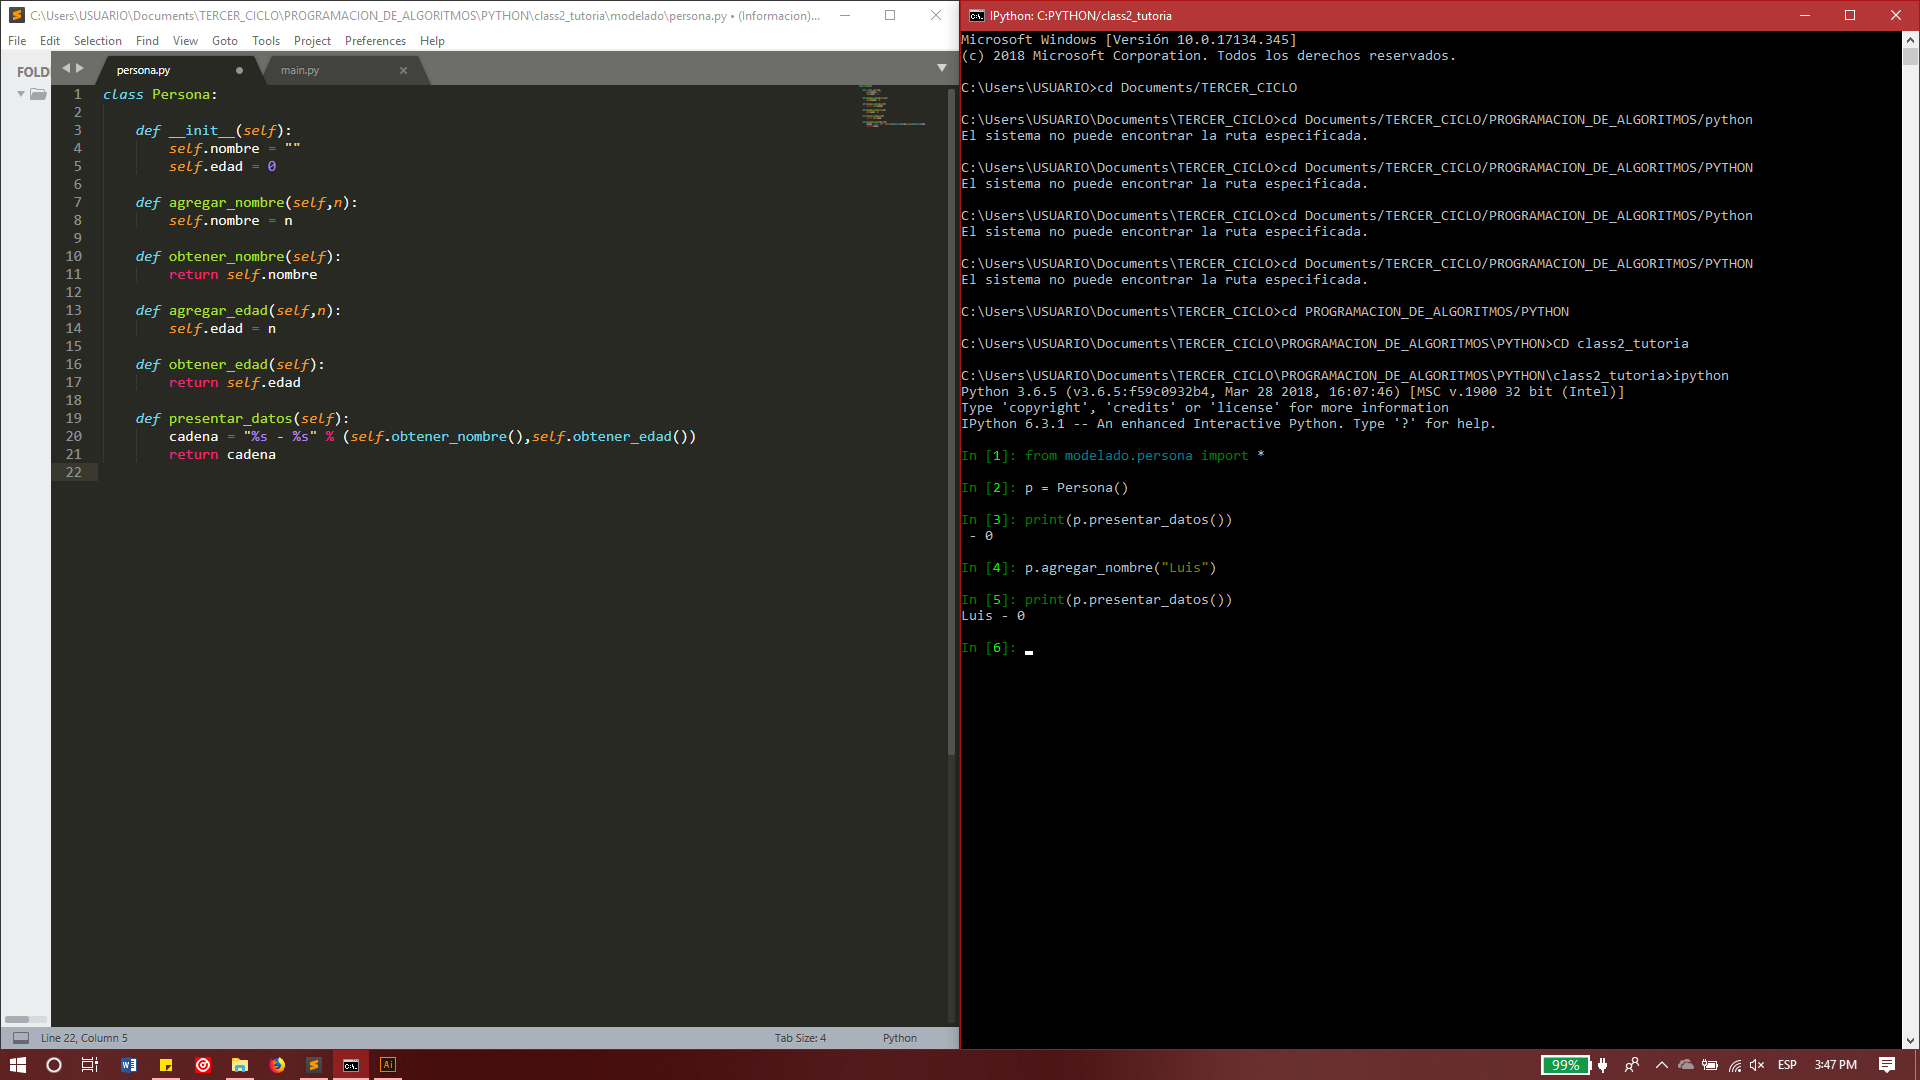 C:\Users\USUARIO\Documents\TERCER_CICLO\PROGRAMACION_DE_ALGORITMOS\PYTHON\class2_tutoria\modelado\persona.py • (Informacion)...
File Edit Selection Find View Goto Tools Project Preferences Help
FOLD
persona.py
main.py
1 class Persona:
2
3     def __init__(self):
4         self.nombre = ""
5         self.edad = 0
6
7     def agregar_nombre(self,n):
8         self.nombre = n
9
10     def obtener_nombre(self):
11         return self.nombre
12
13     def agregar_edad(self,n):
14         self.edad = n
15
16     def obtener_edad(self):
17         return self.edad
18
19     def presentar_datos(self):
20         cadena = "%s - %s" % (self.obtener_nombre(),self.obtener_edad())
21         return cadena
22
Line 22, Column 5
Tab Size: 4
Python
IPython: C:PYTHON/class2_tutoria
Microsoft Windows [Versión 10.0.17134.345]
(c) 2018 Microsoft Corporation. Todos los derechos reservados.
C:\Users\USUARIO>cd Documents/TERCER_CICLO
C:\Users\USUARIO\Documents\TERCER_CICLO>cd Documents/TERCER_CICLO/PROGRAMACION_DE_ALGORITMOS/python
El sistema no puede encontrar la ruta especificada.
C:\Users\USUARIO\Documents\TERCER_CICLO>cd Documents/TERCER_CICLO/PROGRAMACION_DE_ALGORITMOS/PYTHON
El sistema no puede encontrar la ruta especificada.
C:\Users\USUARIO\Documents\TERCER_CICLO>cd Documents/TERCER_CICLO/PROGRAMACION_DE_ALGORITMOS/Python
El sistema no puede encontrar la ruta especificada.
C:\Users\USUARIO\Documents\TERCER_CICLO>cd Documents/TERCER_CICLO/PROGRAMACION_DE_ALGORITMOS/PYTHON
El sistema no puede encontrar la ruta especificada.
C:\Users\USUARIO\Documents\TERCER_CICLO>cd PROGRAMACION_DE_ALGORITMOS/PYTHON
C:\Users\USUARIO\Documents\TERCER_CICLO\PROGRAMACION_DE_ALGORITMOS\PYTHON>CD class2_tutoria
C:\Users\USUARIO\Documents\TERCER_CICLO\PROGRAMACION_DE_ALGORITMOS\PYTHON\class2_tutoria>ipython
Python 3.6.5 (v3.6.5:f59c0932b4, Mar 28 2018, 16:07:46) [MSC v.1900 32 bit (Intel)]
Type 'copyright', 'credits' or 'license' for more information
IPython 6.3.1 -- An enhanced Interactive Python. Type '?' for help.
In [1]: from modelado.persona import *
In [2]: p = Persona()
In [3]: print(p.presentar_datos())
 - 0
In [4]: p.agregar_nombre("Luis")
In [5]: print(p.presentar_datos())
Luis - 0
In [6]:
99%
ESP
3:47 PM